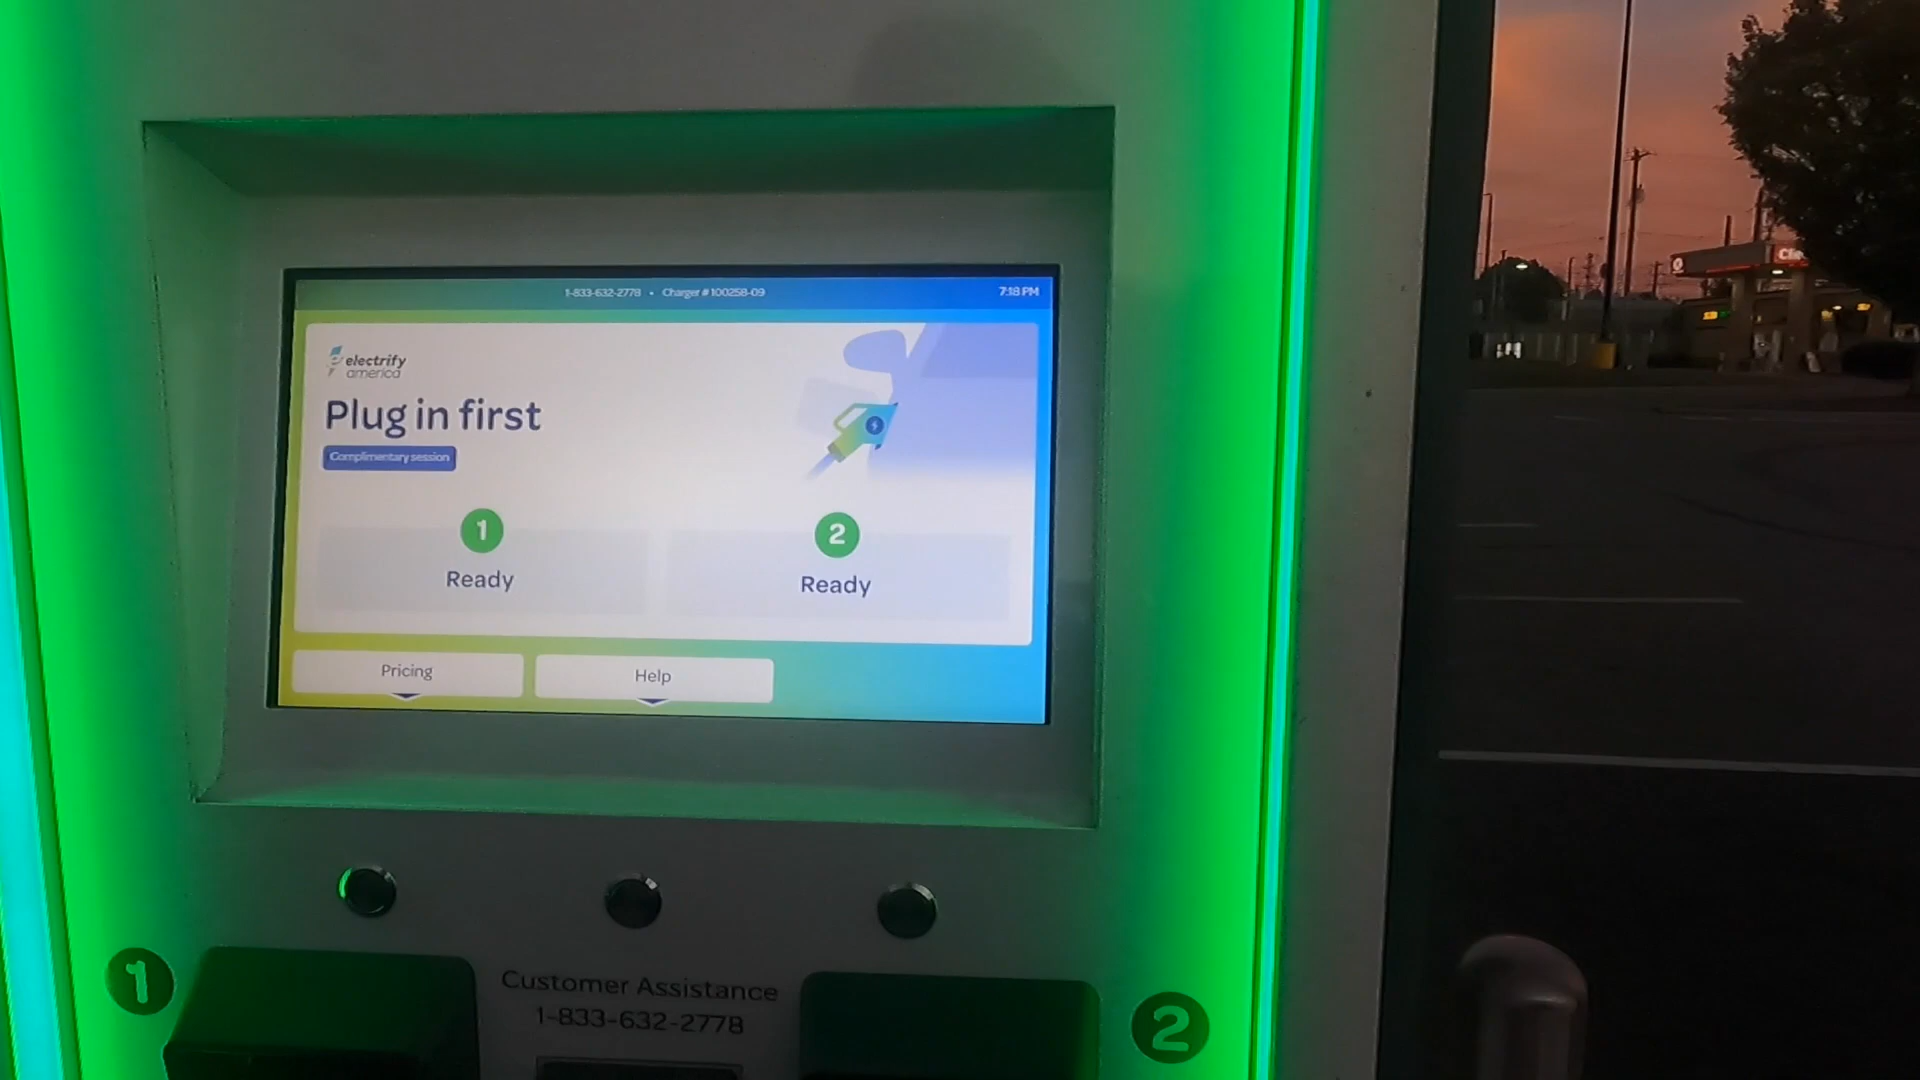 1-833-632-2778 • Charger #100258-09
7:18 PM
electrify
america
Plug in first
Complimentary session
1
Ready
2
Ready
Pricing
Help
1
Customer Assistance
1-833-632-2778
2